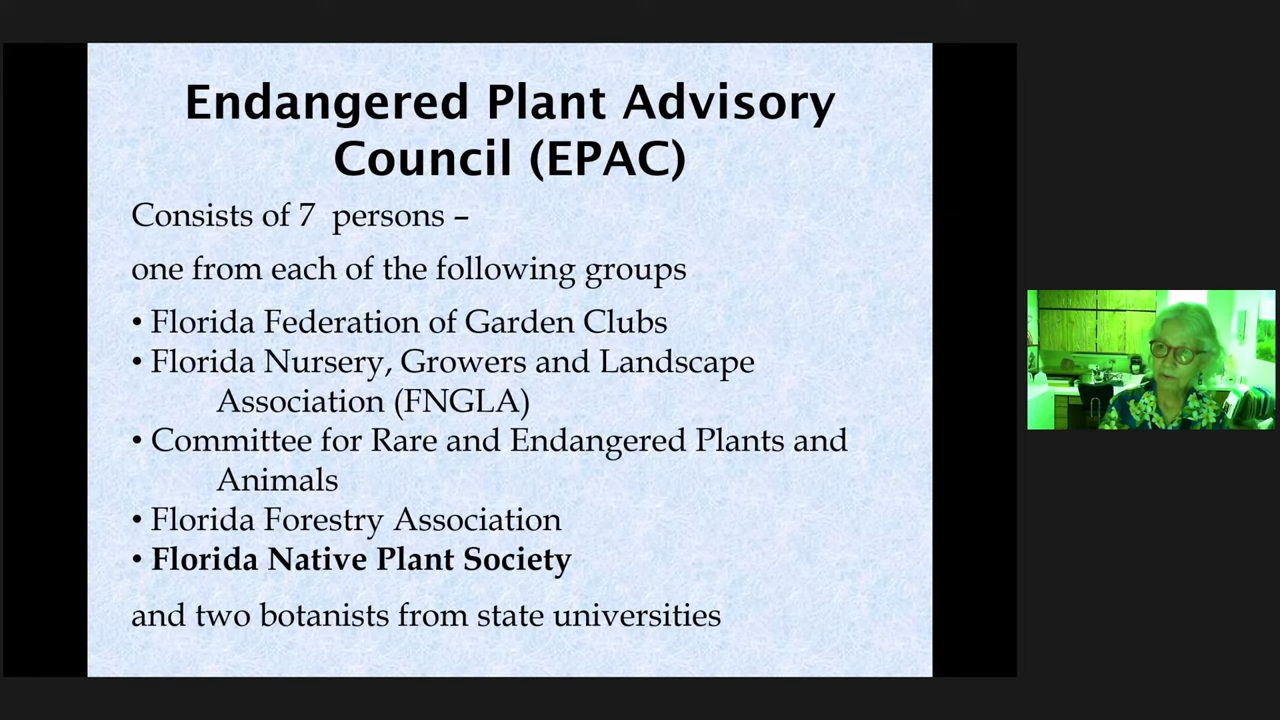 Endangered Plant Advisory
Council (EPAC)
Consists of 7 persons –
one from each of the following groups
• Florida Federation of Garden Clubs
• Florida Nursery, Growers and Landscape
Association (FNGLA)
• Committee for Rare and Endangered Plants and
Animals
• Florida Forestry Association
• Florida Native Plant Society
and two botanists from state universities